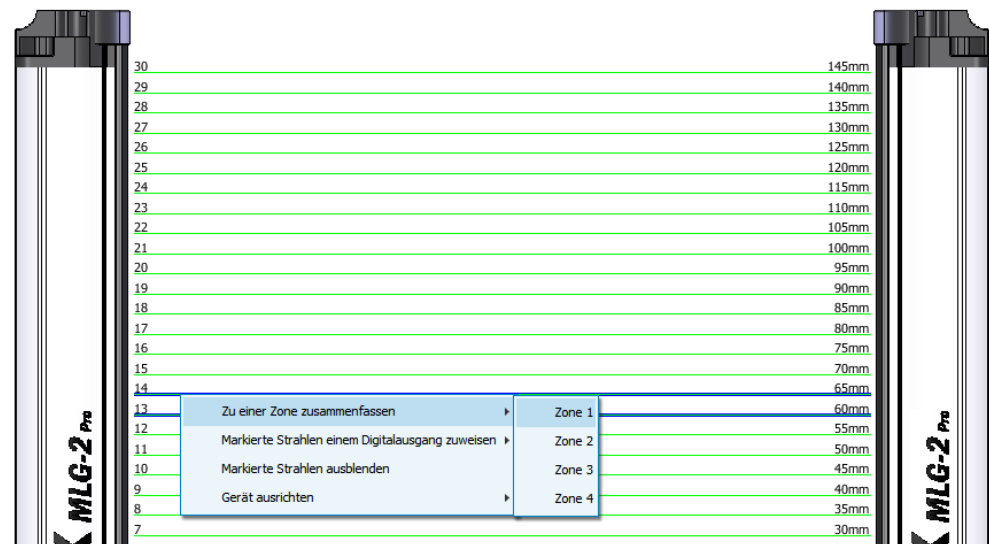 30 145mm
29 140mm
28 135mm
27 130mm
26 125mm
25 120mm
24 115mm
23 110mm
22 105mm
21 100mm
20 95mm
19 90mm
18 85mm
17 80mm
16 75mm
15 70mm
14 65mm
13 60mm
12 55mm
11 50mm
10 45mm
9 40mm
8 35mm
7 30mm
Zu einer Zone zusammenfassen
Markierte Strahlen einem Digitalausgang zuweisen
Markierte Strahlen ausblenden
Gerät ausrichten
Zone 1
Zone 2
Zone 3
Zone 4
MLG-2 Pro
MLG-2 Pro